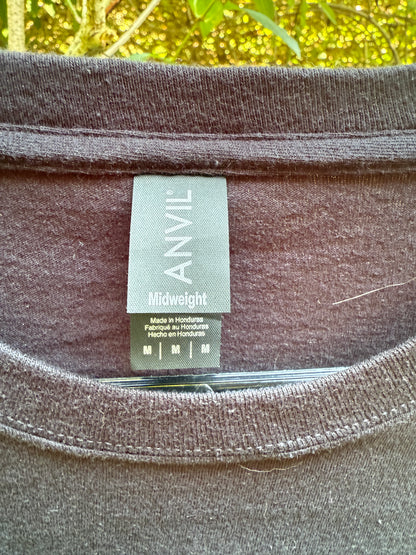 ANVIL®
Midweight
Made in Honduras
Fabriqué au Honduras
Hecho en Honduras
M | M | M